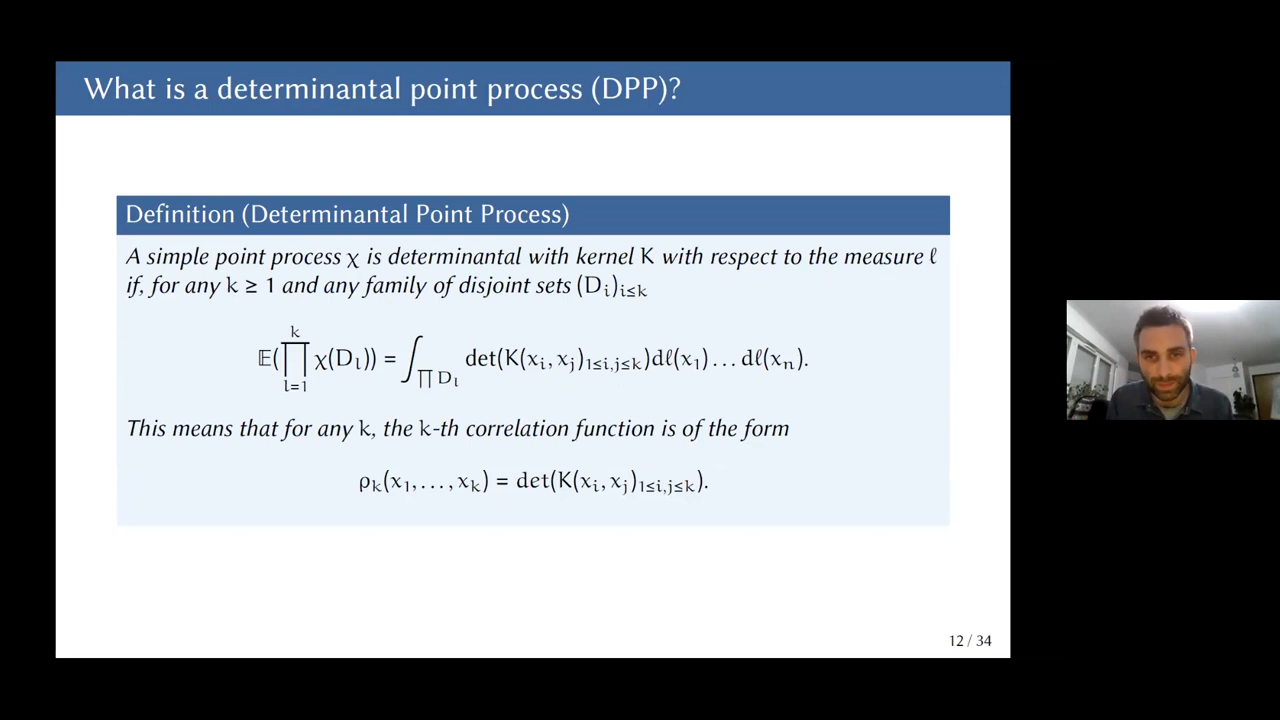 What is a determinantal point process (DPP)?
Definition (Determinantal Point Process)
A simple point process χ is determinantal with kernel K with respect to the measure ℓ
if, for any k ≥ 1 and any family of disjoint sets (Dᵢ)ᵢ≤ₖ
𝔼(∏_{l=1}^{k} χ(D_l)) = ∫_{∏ D_l} det(K(x_i, x_j)_{1≤i,j≤k})dℓ(x_1) … dℓ(x_n).
This means that for any k, the k-th correlation function is of the form
ρ_k(x_1, …, x_k) = det(K(x_i, x_j)_{1≤i,j≤k}).
12 / 34